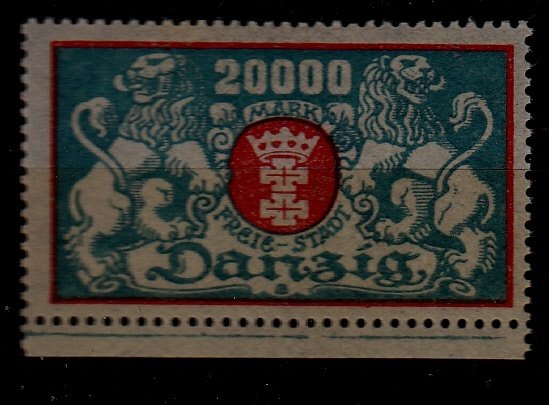 20000
MARK
FREIE-STADT
Danzig